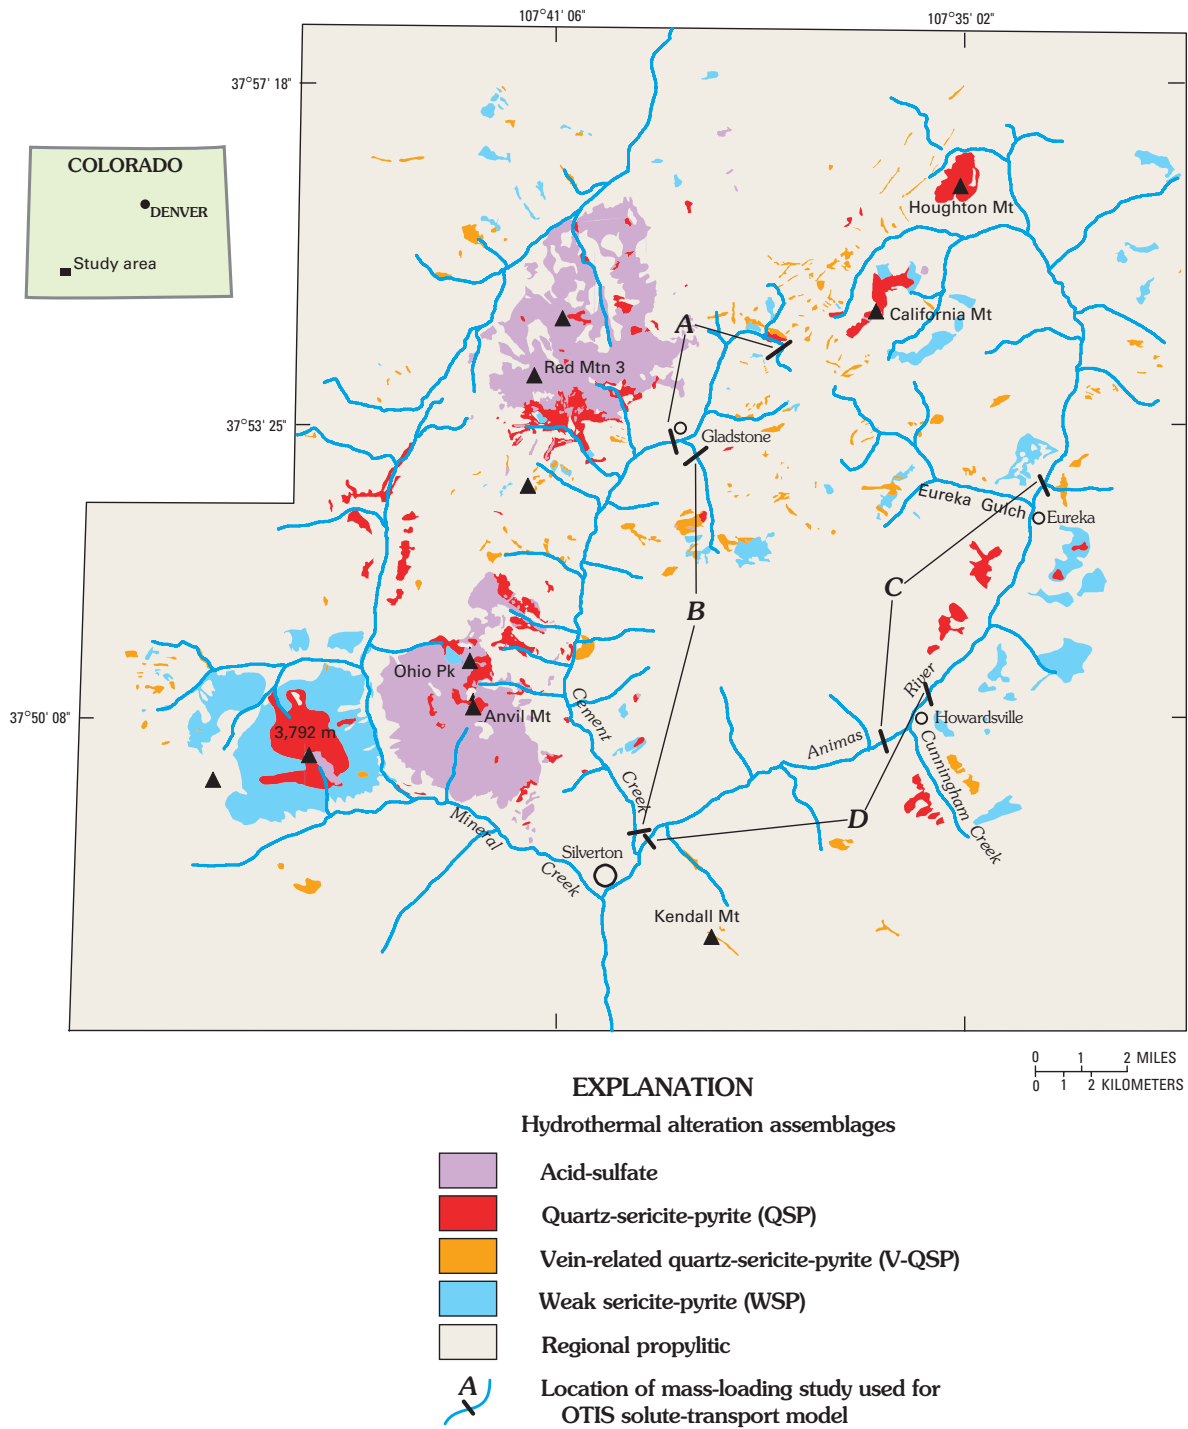 107°41' 06"
107°35' 02"
37°57' 18"
COLORADO
DENVER
Study area
Houghton Mt
California Mt
A
Red Mtn 3
37°53' 25"
Gladstone
Eureka Gulch
Eureka
C
B
Ohio Pk
River
Anvil Mt
Howardsville
37°50' 08"
3,792 m
Cement
Creek
Animas
Cunningham Creek
D
Mineral
Creek
Silverton
Kendall Mt
0 1 2 MILES
0 1 2 KILOMETERS
EXPLANATION
Hydrothermal alteration assemblages
Acid-sulfate
Quartz-sericite-pyrite (QSP)
Vein-related quartz-sericite-pyrite (V-QSP)
Weak sericite-pyrite (WSP)
Regional propylitic
A
Location of mass-loading study used for
OTIS solute-transport model